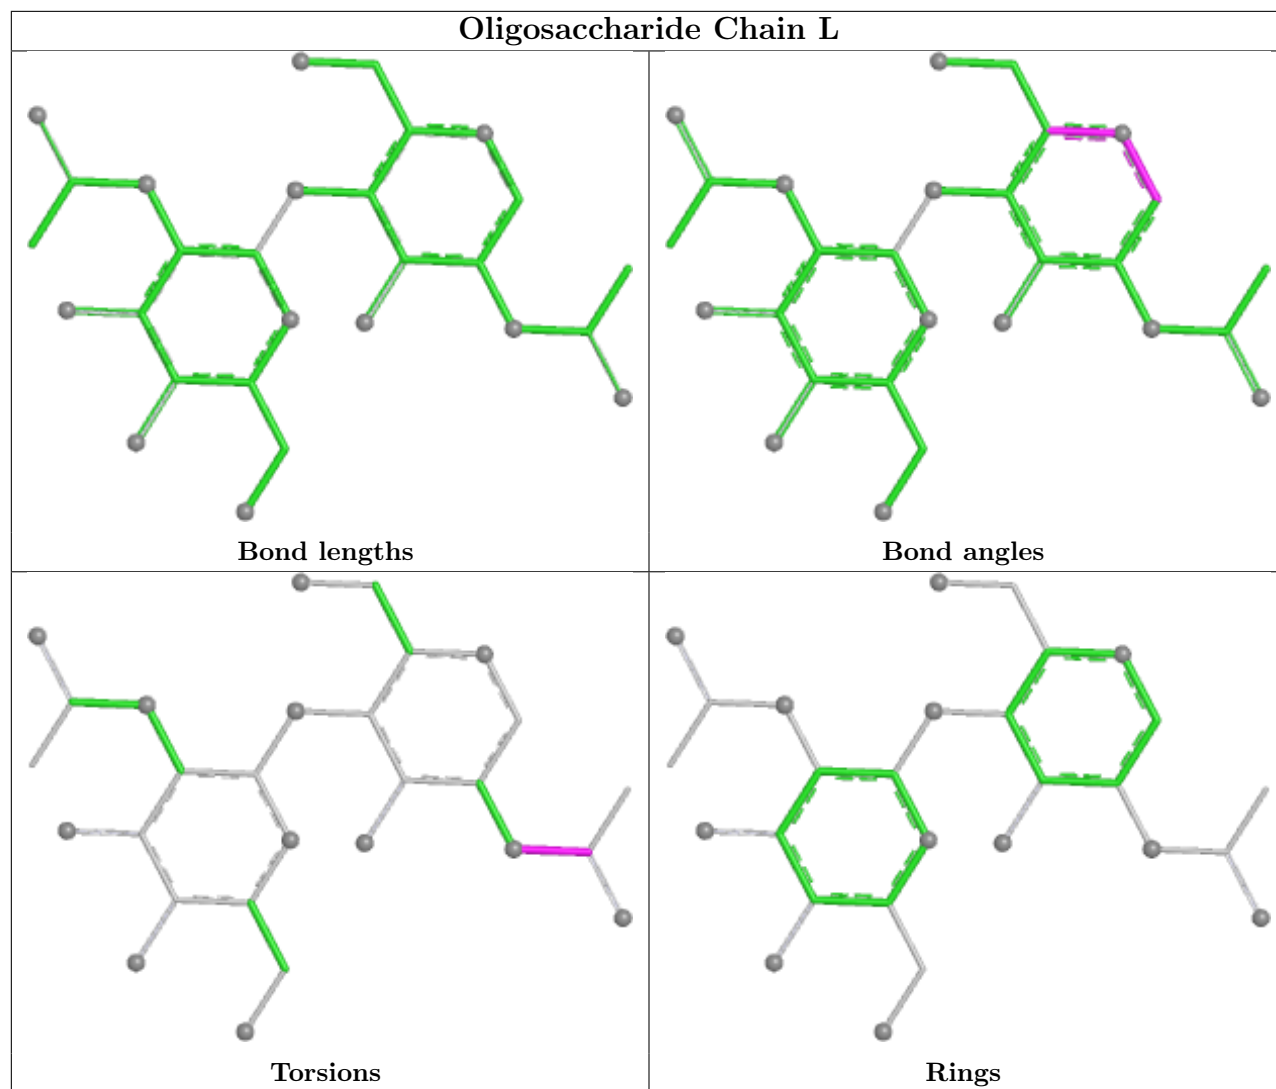 Oligosaccharide Chain L
Bond lengths
Bond angles
Torsions
Rings